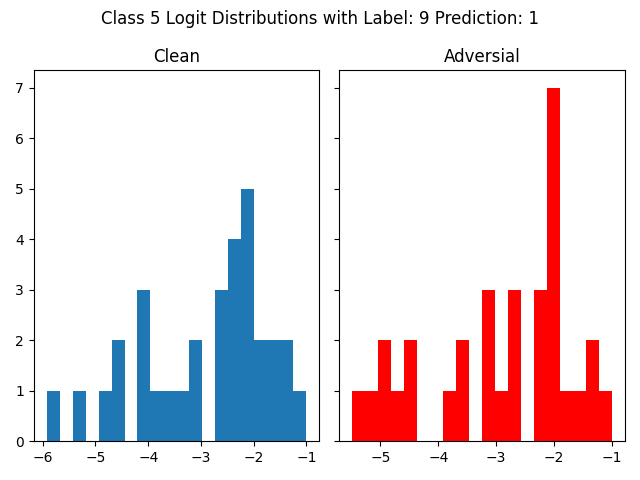 Class 5 Logit Distributions with Label: 9 Prediction: 1
Clean
Adversial
7
6
5
4
3
2
1
0
−6 −5 −4 −3 −2 −1
−5 −4 −3 −2 −1